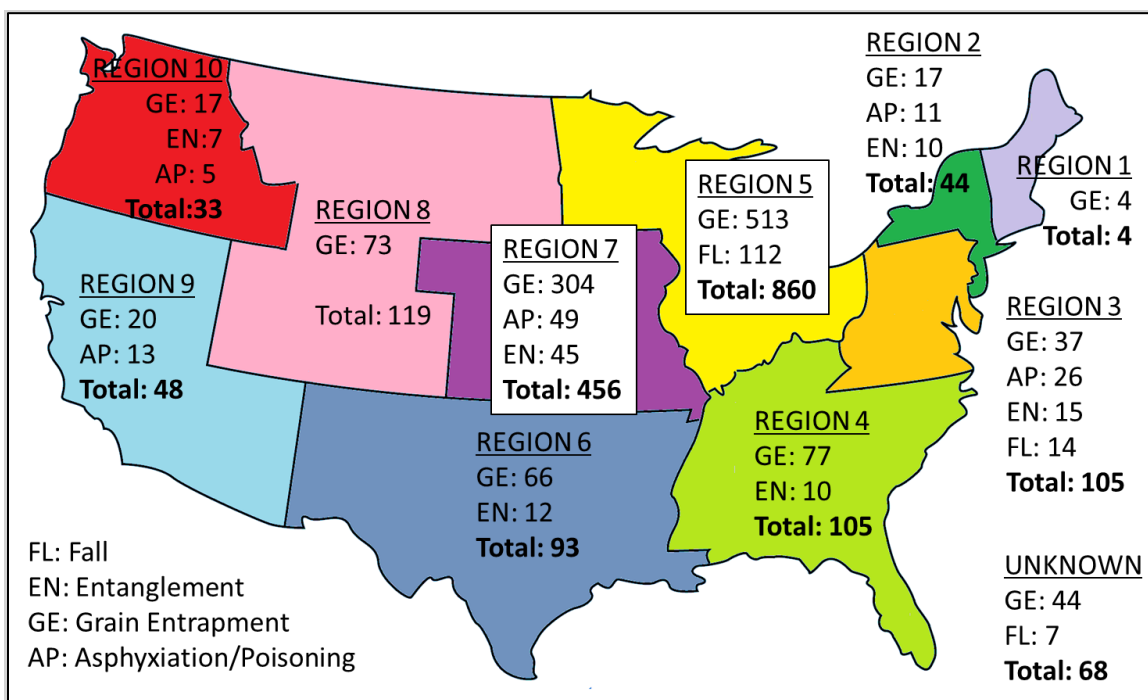 REGION 10
GE: 17
EN:7
AP: 5
Total:33
REGION 9
GE: 20
AP: 13
Total: 48
REGION 8
GE: 73
Total: 119
REGION 7
GE: 304
AP: 49
EN: 45
Total: 456
REGION 6
GE: 66
EN: 12
Total: 93
REGION 5
GE: 513
FL: 112
Total: 860
REGION 4
GE: 77
EN: 10
Total: 105
REGION 2
GE: 17
AP: 11
EN: 10
Total: 44
REGION 1
GE: 4
Total: 4
REGION 3
GE: 37
AP: 26
EN: 15
FL: 14
Total: 105
UNKNOWN
GE: 44
FL: 7
Total: 68
FL: Fall
EN: Entanglement
GE: Grain Entrapment
AP: Asphyxiation/Poisoning